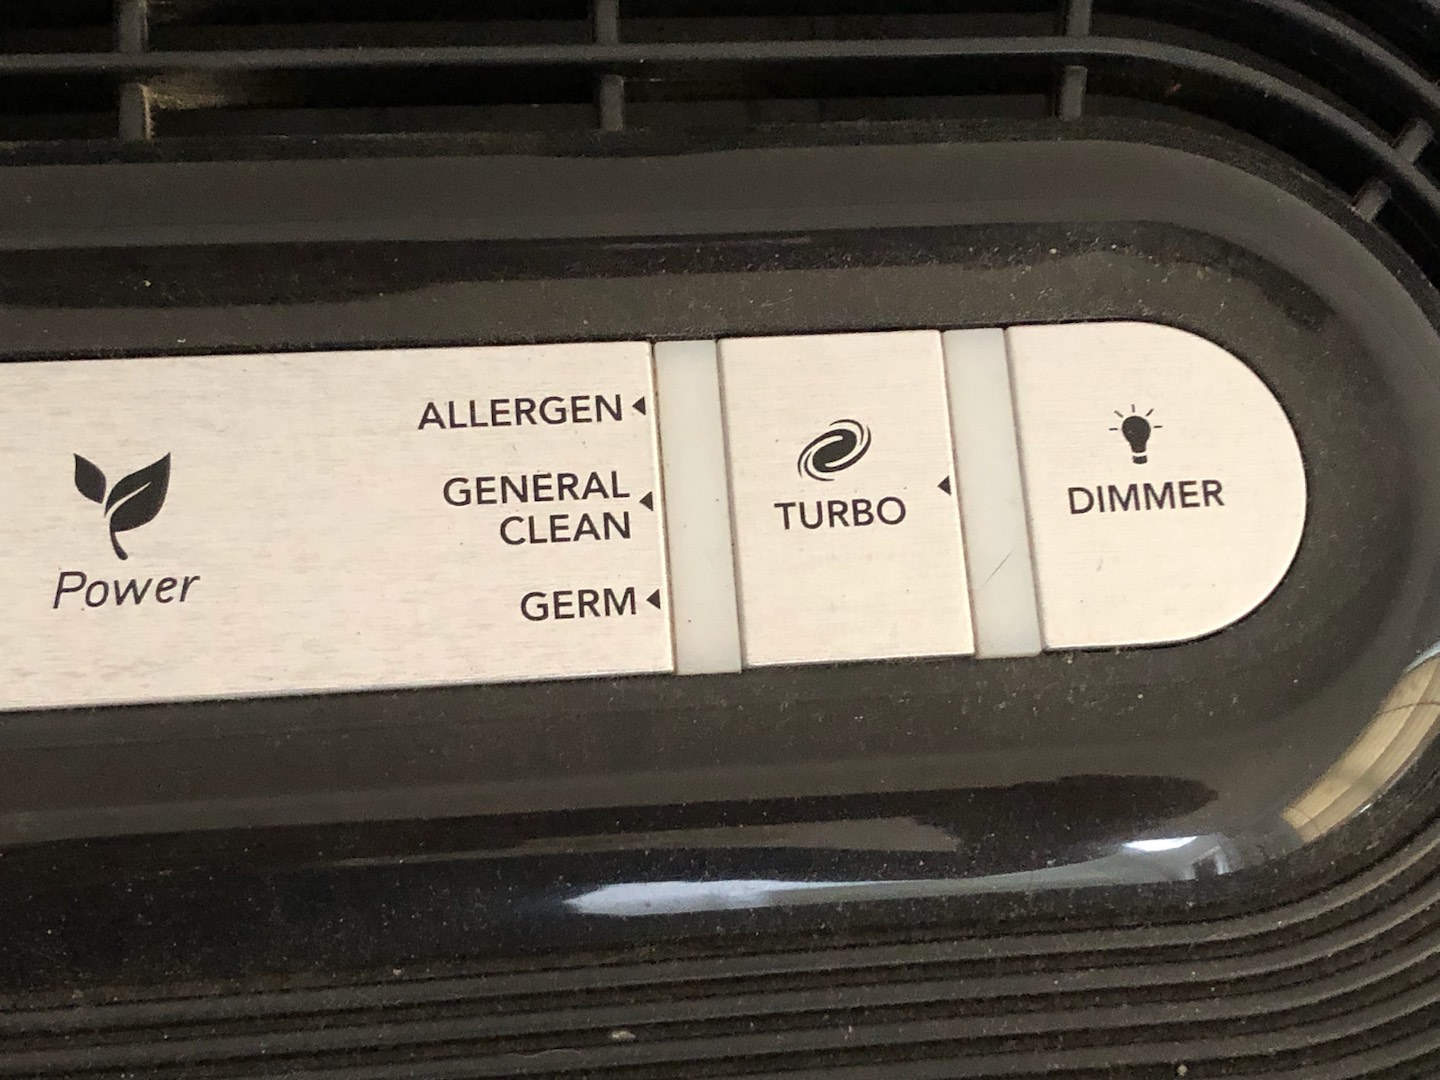 Power
ALLERGEN
GENERAL
CLEAN
GERM
TURBO
DIMMER